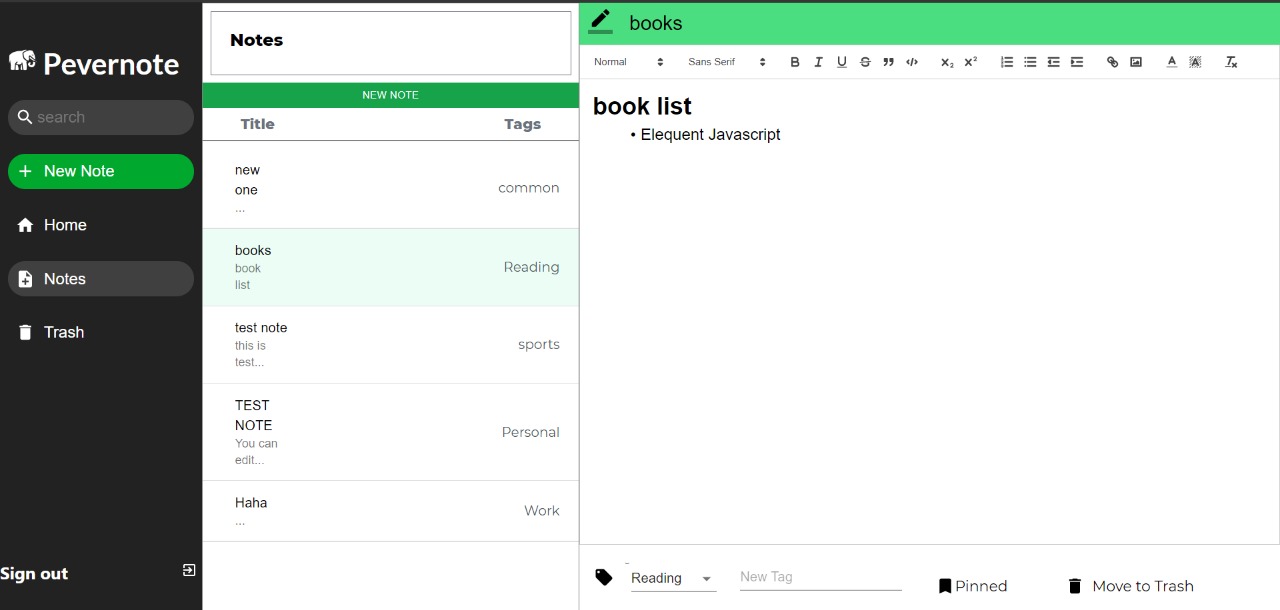 Pevernote
search
New Note
Home
Notes
Trash
Sign out
Notes
NEW NOTE
Title Tags
new
one
...
common
books
book
list
Reading
test note
this is
test...
sports
TEST
NOTE
You can
edit...
Personal
Haha
...
Work
books
Normal Sans Serif
book list
• Elequent Javascript
Reading New Tag Pinned Move to Trash